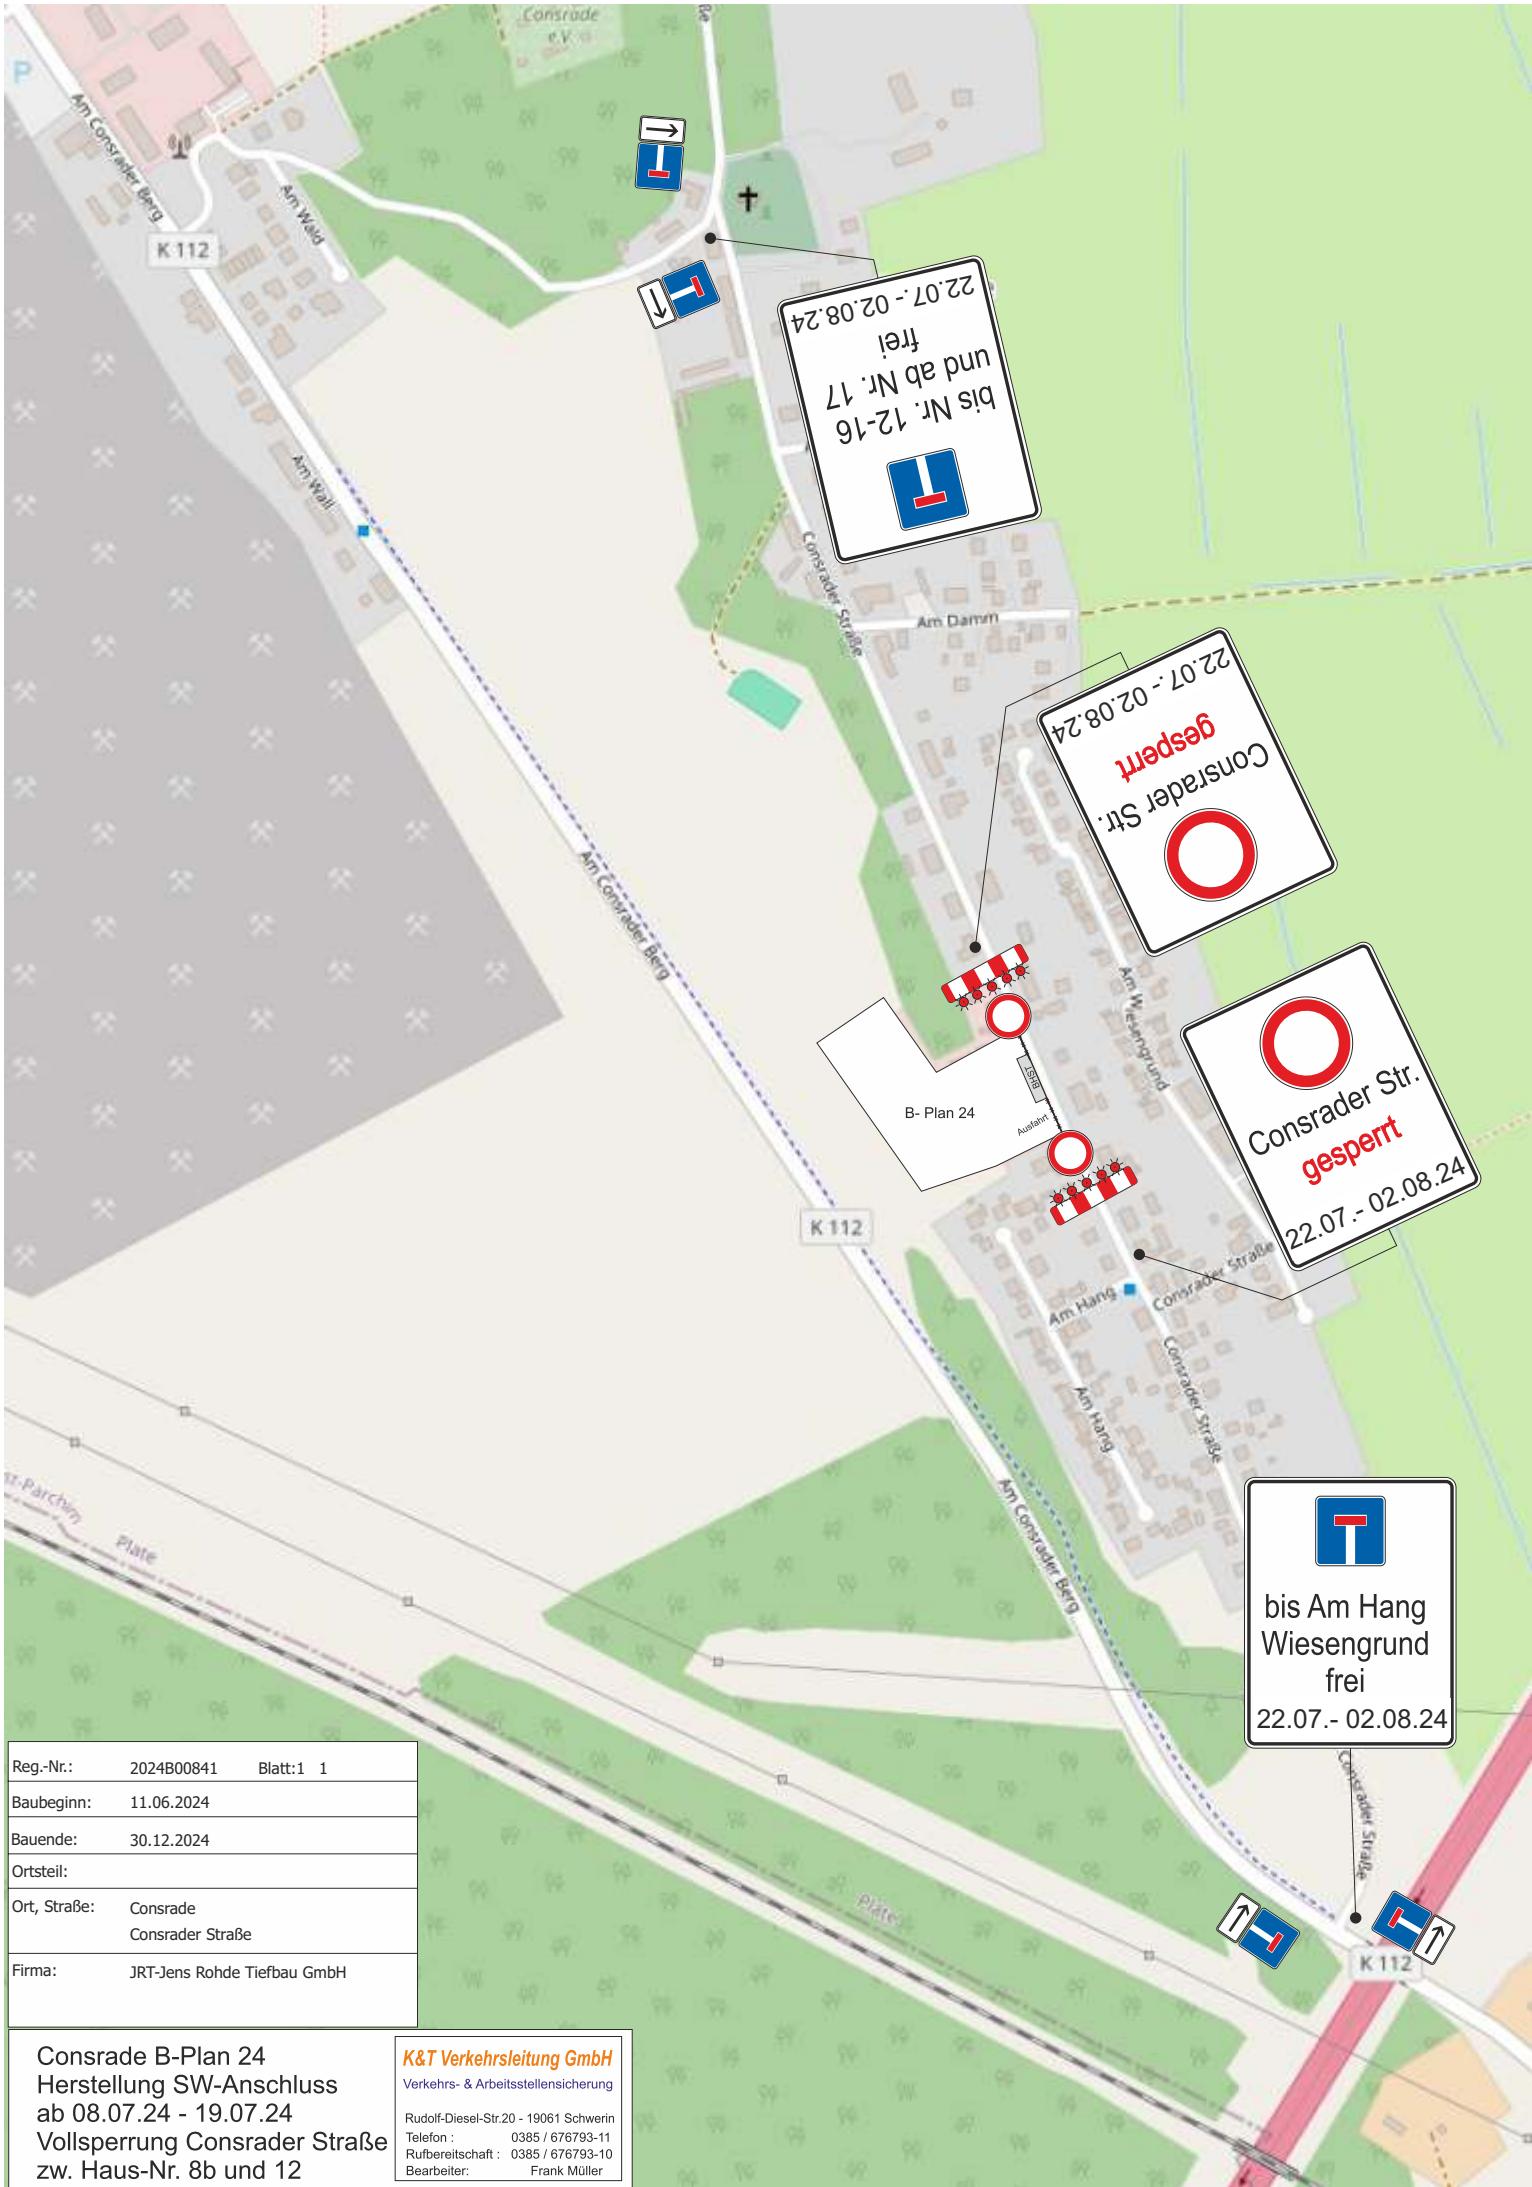 Consrade
e.V.
ße
P
Am Consrader Berg
Am Wald
K 112
22.07.- 02.08.24
frei
und ab Nr. 17
bis Nr. 12-16
Am Wall
Consrader Straße
Am Damm
22.07.- 02.08.24
gesperrt
Consrader Str.
Am Consrader Berg
Am Wiesengrund
BHST
B- Plan 24
Ausfahrt
Consrader Str.
gesperrt
22.07.- 02.08.24
K 112
Consrader Straße
Am Hang
Consrader Straße
Am Hang
Am Consrader Berg
st-Parchim
Plate
bis Am Hang
Wiesengrund
frei
22.07.- 02.08.24
Consrader Straße
Plate
K 112
Reg.-Nr.: 2024B00841 Blatt:1 1
Baubeginn: 11.06.2024
Bauende: 30.12.2024
Ortsteil:
Ort, Straße: Consrade
Consrader Straße
Firma: JRT-Jens Rohde Tiefbau GmbH
Consrade B-Plan 24
Herstellung SW-Anschluss
ab 08.07.24 - 19.07.24
Vollsperrung Consrader Straße
zw. Haus-Nr. 8b und 12
K&T Verkehrsleitung GmbH
Verkehrs- & Arbeitsstellensicherung
Rudolf-Diesel-Str.20 - 19061 Schwerin
Telefon : 0385 / 676793-11
Rufbereitschaft : 0385 / 676793-10
Bearbeiter: Frank Müller